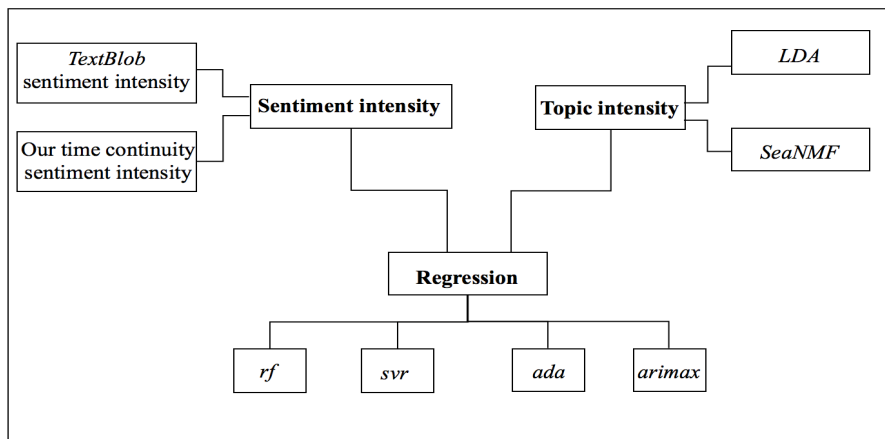 TextBlob
sentiment intensity
Our time continuity
sentiment intensity
Sentiment intensity
Topic intensity
LDA
SeaNMF
Regression
rf
svr
ada
arimax